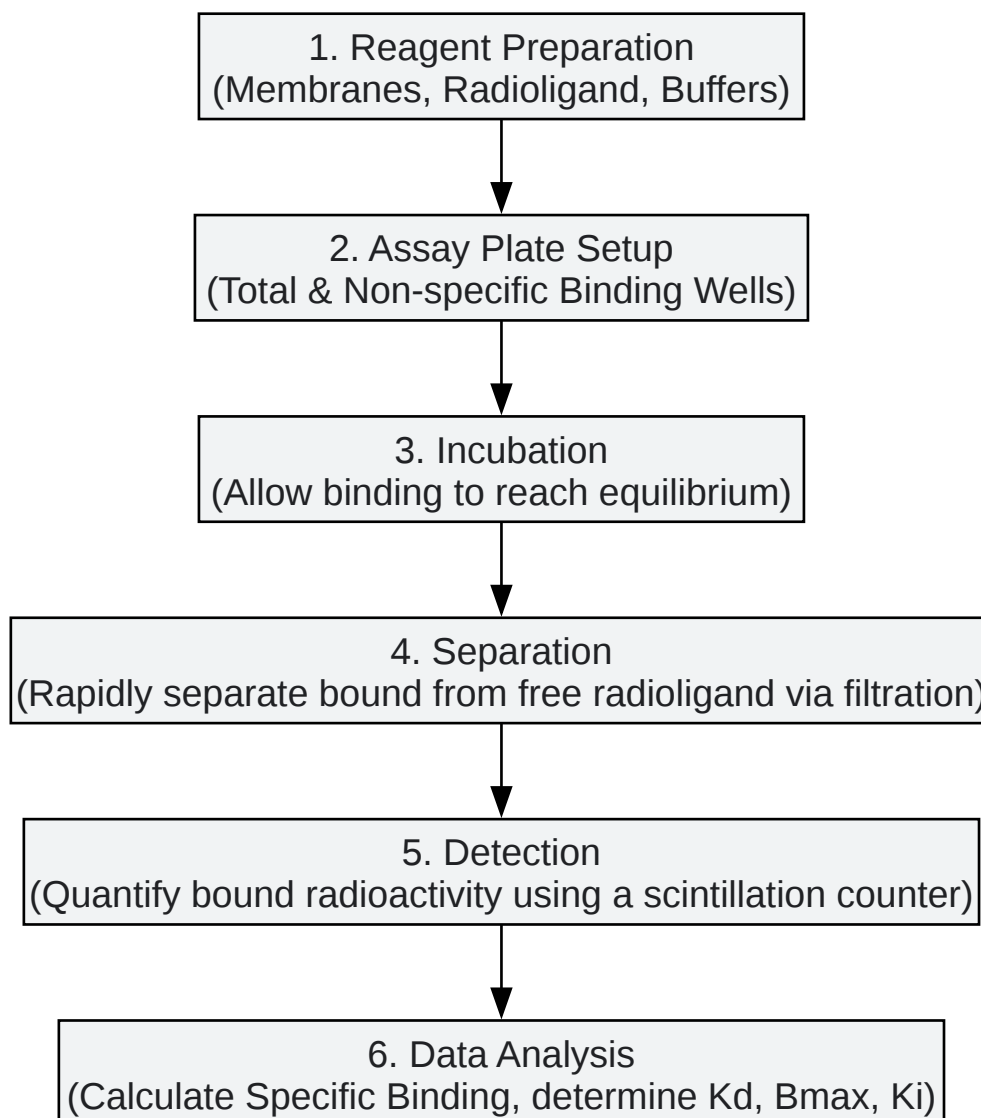 1. Reagent Preparation
(Membranes, Radioligand, Buffers)
2. Assay Plate Setup
(Total & Non-specific Binding Wells)
3. Incubation
(Allow binding to reach equilibrium)
4. Separation
(Rapidly separate bound from free radioligand via filtration)
5. Detection
(Quantify bound radioactivity using a scintillation counter)
6. Data Analysis
(Calculate Specific Binding, determine Kd, Bmax, Ki)